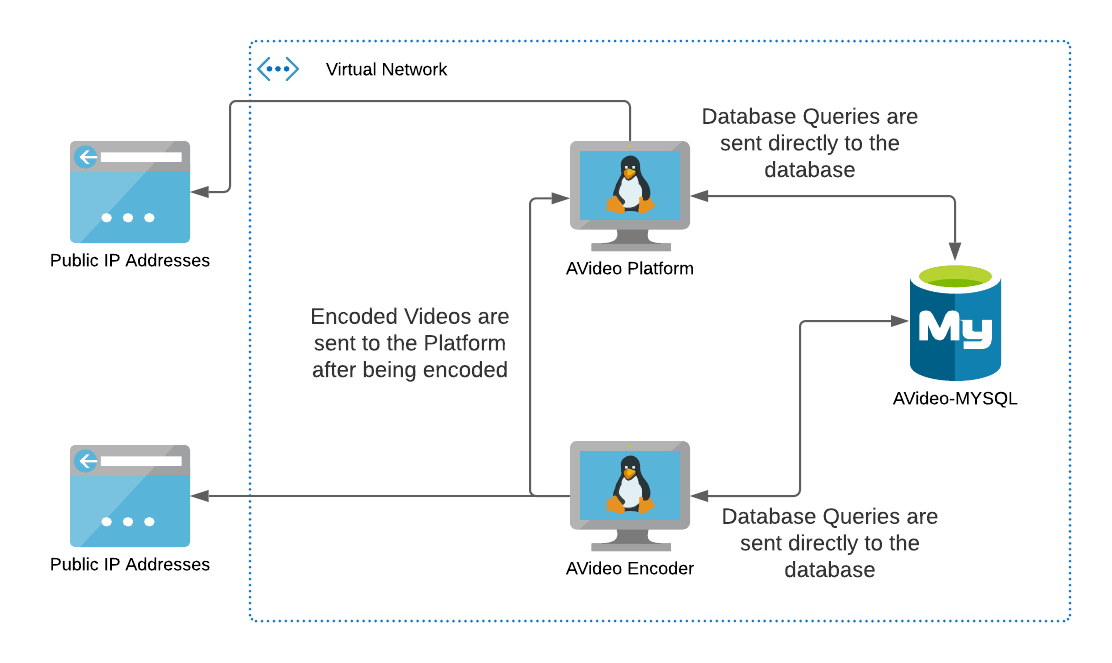 Virtual Network
Database Queries are
sent directly to the
database
Public IP Addresses
AVideo Platform
Encoded Videos are
sent to the Platform
after being encoded
My
AVideo-MYSQL
Public IP Addresses
AVideo Encoder
Database Queries are
sent directly to the
database